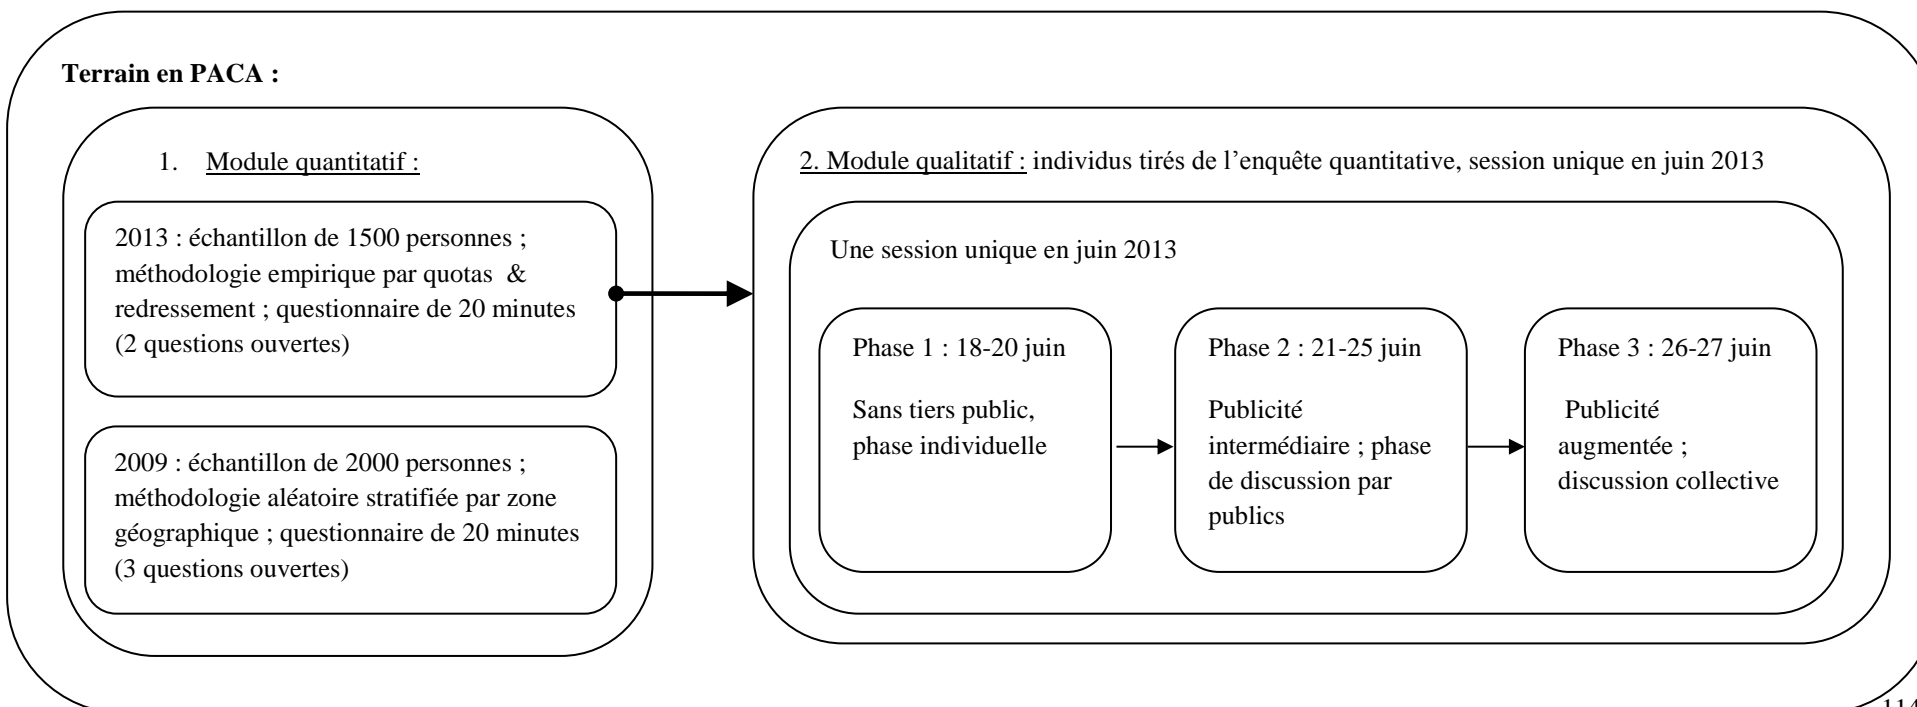 Terrain en PACA :
1. Module quantitatif :
2013 : échantillon de 1500 personnes ;
méthodologie empirique par quotas &
redressement ; questionnaire de 20 minutes
(2 questions ouvertes)
2009 : échantillon de 2000 personnes ;
méthodologie aléatoire stratifiée par zone
géographique ; questionnaire de 20 minutes
(3 questions ouvertes)
2. Module qualitatif : individus tirés de l’enquête quantitative, session unique en juin 2013
Une session unique en juin 2013
Phase 1 : 18-20 juin
Sans tiers public,
phase individuelle
Phase 2 : 21-25 juin
Publicité
intermédiaire ; phase
de discussion par
publics
Phase 3 : 26-27 juin
Publicité
augmentée ;
discussion collective
114